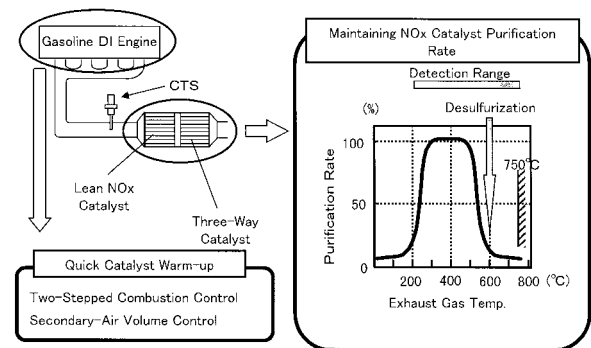 Gasoline DI Engine
CTS
Lean NOx
Catalyst
Three-Way
Catalyst
Quick Catalyst Warm-up
Two-Stepped Combustion Control
Secondary-Air Volume Control
Maintaining NOx Catalyst Purification
Rate
Detection Range
(%)
Desulfurization
100
750°C
50
0
Purification Rate
200 400 600 800 (°C)
Exhaust Gas Temp.